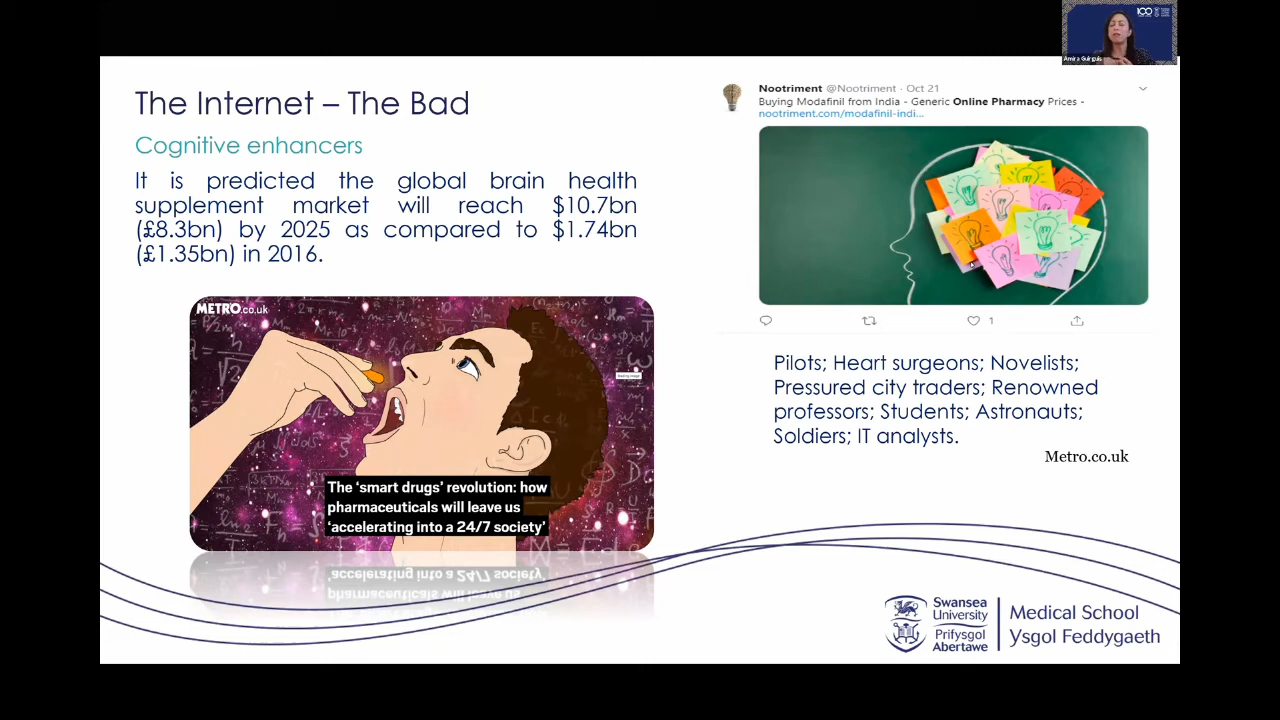 The Internet – The Bad
Cognitive enhancers
It is predicted the global brain health
supplement market will reach $10.7bn
(£8.3bn) by 2025 as compared to $1.74bn
(£1.35bn) in 2016.
METRO.co.uk
The ‘smart drugs’ revolution: how
pharmaceuticals will leave us
‘accelerating into a 24/7 society’
Nootriment @Nootriment · Oct 21
Buying Modafinil from India - Generic Online Pharmacy Prices -
nootriment.com/modafinil-indi...
1
Pilots; Heart surgeons; Novelists;
Pressured city traders; Renowned
professors; Students; Astronauts;
Soldiers; IT analysts.
Metro.co.uk
Swansea
University
Prifysgol
Abertawe
Medical School
Ysgol Feddygaeth
100
Amira Guirguis